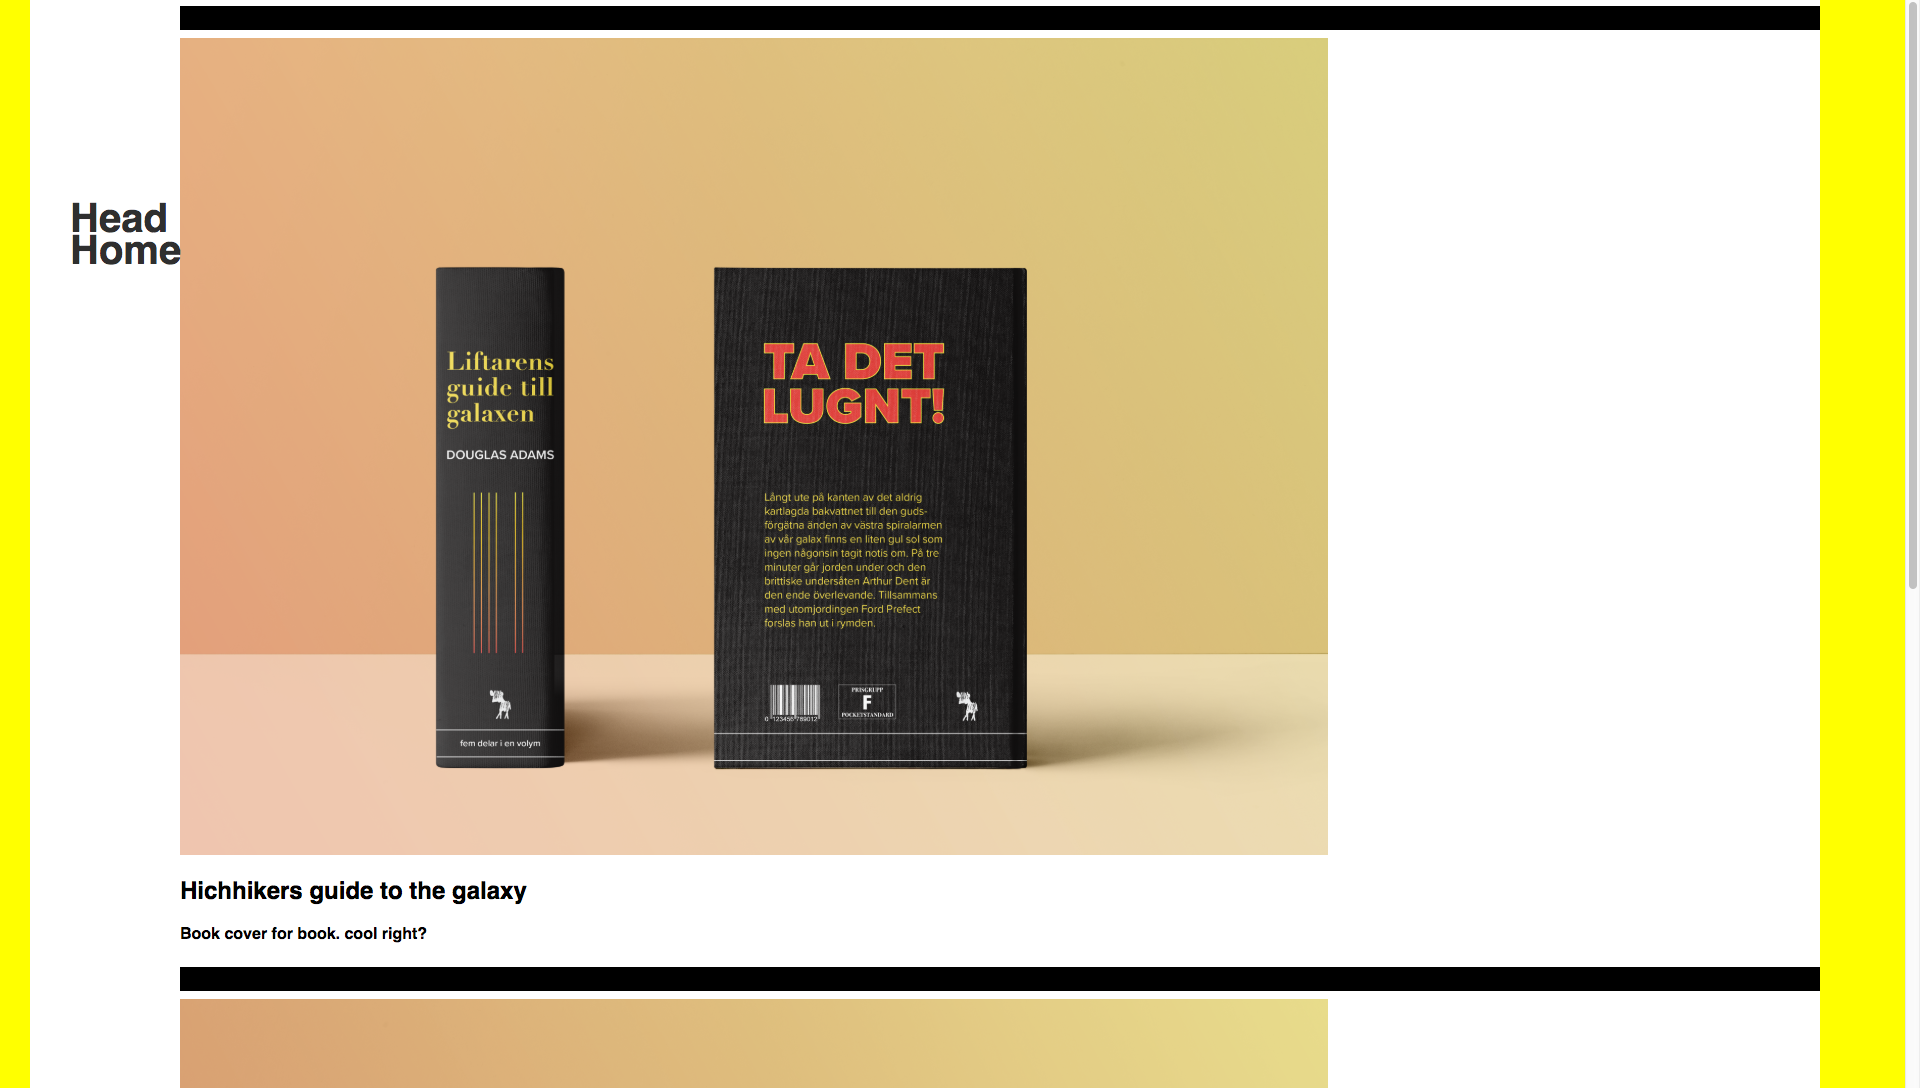 Head
Home
Liftarens
guide till
galaxen
DOUGLAS ADAMS
fem delar i en volym
TA DET
LUGNT!
Långt ute på kanten av det aldrig
kartlagda bakvattnet till den guds-
förgätna änden av västra spiralarmen
av vår galax finns en liten gul sol som
ingen någonsin tagit notis om. På tre
minuter går jorden under och den
brittiske undersåten Arthur Dent är
den ende överlevande. Tillsammans
med utomjordingen Ford Prefect
forslas han ut i rymden.
0 123456 789012
PRISGRUPP
F
POCKETSTANDARD
Hichhikers guide to the galaxy
Book cover for book. cool right?